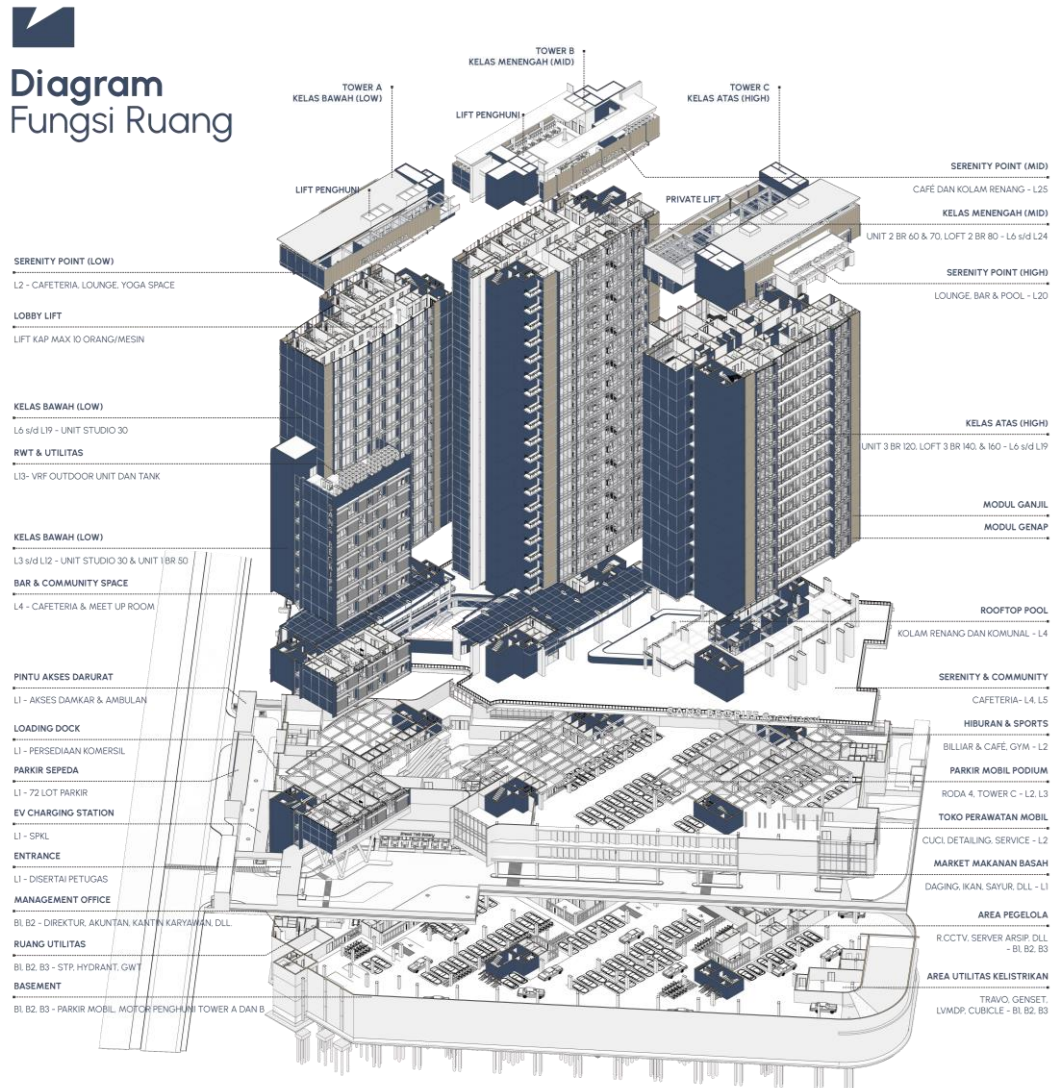 Diagram
Fungsi Ruang
TOWER A
KELAS BAWAH (LOW)
TOWER B
KELAS MENENGAH (MID)
TOWER C
KELAS ATAS (HIGH)
LIFT PENGHUNI
LIFT PENGHUNI
PRIVATE LIFT
SERENITY POINT (LOW)
L2 - CAFETERIA, LOUNGE, YOGA SPACE
LOBBY LIFT
LIFT KAP MAX 10 ORANG/MESIN
KELAS BAWAH (LOW)
L6 s/d L19 - UNIT STUDIO 30
RWT & UTILITAS
L13- VRF OUTDOOR UNIT DAN TANK
KELAS BAWAH (LOW)
L3 s/d L12 - UNIT STUDIO 30 & UNIT 1 BR 50
BAR & COMMUNITY SPACE
L4 - CAFETERIA & MEET UP ROOM
PINTU AKSES DARURAT
L1 - AKSES DAMKAR & AMBULAN
LOADING DOCK
L1 - PERSEDIAAN KOMERSIL
PARKIR SEPEDA
L1 - 72 LOT PARKIR
EV CHARGING STATION
L1 - SPKL
ENTRANCE
L1 - DISERTAI PETUGAS
MANAGEMENT OFFICE
B1, B2 - DIREKTUR, AKUNTAN, KANTIN KARYAWAN, DLL
RUANG UTILITAS
B1, B2, B3 - STP, HYDRANT, GWT
BASEMENT
B1, B2, B3 - PARKIR MOBIL, MOTOR PENGHUNI TOWER A DAN B
SERENITY POINT (MID)
CAFÉ DAN KOLAM RENANG - L25
KELAS MENENGAH (MID)
UNIT 2 BR 60 & 70, LOFT 2 BR 80 - L6 s/d L24
SERENITY POINT (HIGH)
LOUNGE, BAR & POOL - L20
KELAS ATAS (HIGH)
UNIT 3 BR 120, LOFT 3 BR 140, & 160 - L6 s/d L19
MODUL GANJIL
MODUL GENAP
ROOFTOP POOL
KOLAM RENANG DAN KOMUNAL - L4
SERENITY & COMMUNITY
CAFETERIA- L4, L5
HIBURAN & SPORTS
BILLIAR & CAFÉ, GYM - L2
PARKIR MOBIL PODIUM
RODA 4, TOWER C - L2, L3
TOKO PERAWATAN MOBIL
CUCI, DETAILING, SERVICE - L2
MARKET MAKANAN BASAH
DAGING, IKAN, SAYUR, DLL - L1
AREA PEGELOLA
R.CCTV, SERVER ARSIP, DLL
- B1, B2, B3
AREA UTILITAS KELISTRIKAN
TRAVO, GENSET,
LVMDP, CUBICLE - B1, B2, B3